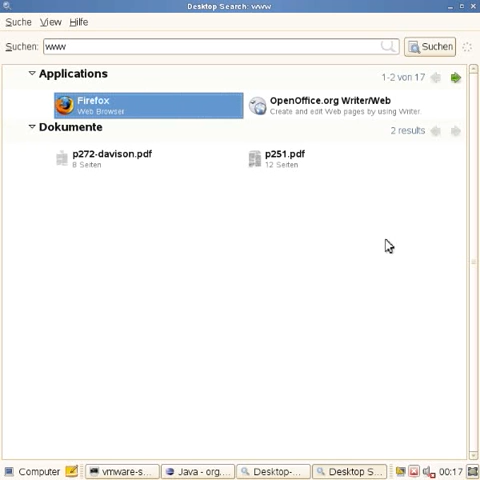 Desktop Search: www
Suche View Hilfe
Suchen: www Suchen
Applications 1-2 von 17
Firefox
Web Browser
OpenOffice.org Writer/Web
Create and edit Web pages by using Writer.
Dokumente 2 results
p272-davison.pdf
8 Seiten
p251.pdf
12 Seiten
Computer vmware-s... Java - org.... Desktop-... Desktop S... 00:17